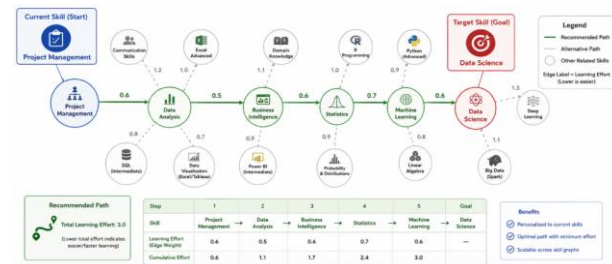 Current Skill (Start)
Project Management
Target Skill (Goal)
Data Science
Legend
Recommended Path
Alternative Path
Other Related Skills
Edge Label = Learning Effort
(Lower is easier)
Communication
Skills
Excel
Advanced
Domain
Knowledge
R
Programming
Python
(Advanced)
1.2
1.0
1.1
1.0
0.9
1.3
Deep
Learning
Project
Management
0.6
Data
Analysis
0.5
Business
Intelligence
0.6
Statistics
0.7
Machine
Learning
0.6
Data
Science
0.8
0.7
0.9
0.9
0.8
1.1
SQL
(Intermediate)
Data
Visualization
(Excel/Tableau)
Power BI
(Intermediate)
Probability
& Distributions
Linear
Algebra
Big Data
(Spark)
Recommended Path
Total Learning Effort: 3.0
(Lower total effort indicates
easier/faster learning)
Step 1 2 3 4 5 Goal
Skill Project Management → Data Analysis → Business Intelligence → Statistics → Machine Learning → Data Science
Learning Effort (Edge Weight) 0.6 0.5 0.6 0.7 0.6 —
Cumulative Effort 0.6 1.1 1.7 2.4 3.0
Benefits
Personalized to current skills
Optimal path with minimum effort
Scalable across skill graphs